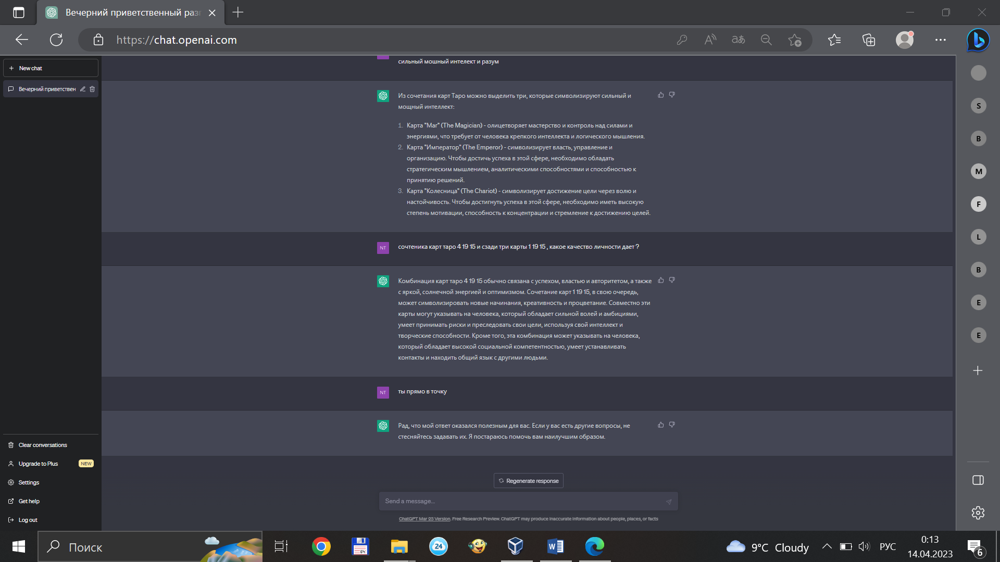 Вечерний приветственный раз
https://chat.openai.com
New chat
Вечерний приветствен
сильный мошный интелект и разум
Из сочетания карт Таро можно выделить три, которые символизируют сильный и
мощный интеллект:
1. Карта "Маг" (The Magician) - олицетворяет мастерство и контроль над силами и
энергиями, что требует от человека крепкого интеллекта и логического мышления.
2. Карта "Император" (The Emperor) - символизирует власть, управление и
организацию. Чтобы достичь успеха в этой сфере, необходимо обладать
стратегическим мышлением, аналитическими способностями и способностью к
принятию решений.
3. Карта "Колесница" (The Chariot) - символизирует достижение цели через волю и
настойчивость. Чтобы достигнуть успеха в этой сфере, необходимо иметь высокую
степень мотивации, способность к концентрации и стремление к достижению целей.
NT
сочтеника карт таро 4 19 15 и сзади три карты 1 19 15 , какое качество личности дает ?
Комбинация карт таро 4 19 15 обычно связана с успехом, властью и авторитетом, а также
с яркой, солнечной энергией и оптимизмом. Сочетание карт 1 19 15, в свою очередь,
может символизировать новые начинания, креативность и процветание. Совместно эти
карты могут указывать на человека, который обладает сильной волей и амбициями,
умеет принимать риски и преследовать свои цели, используя свой интеллект и
творческие способности. Кроме того, эта комбинация может указывать на человека,
который обладает высокой социальной компетентностью, умеет устанавливать
контакты и находить общий язык с другими людьми.
NT
ты прямо в точку
Рад, что мой ответ оказался полезным для вас. Если у вас есть другие вопросы, не
стесняйтесь задавать их. Я постараюсь помочь вам наилучшим образом.
Clear conversations
Upgrade to Plus NEW
Settings
Get help
Log out
Regenerate response
Send a message...
ChatGPT Mar 23 Version. Free Research Preview. ChatGPT may produce inaccurate information about people, places, or facts
S
B
M
F
L
B
E
E
Поиск
64
24
9°C Cloudy
РУС
0:13
14.04.2023
6